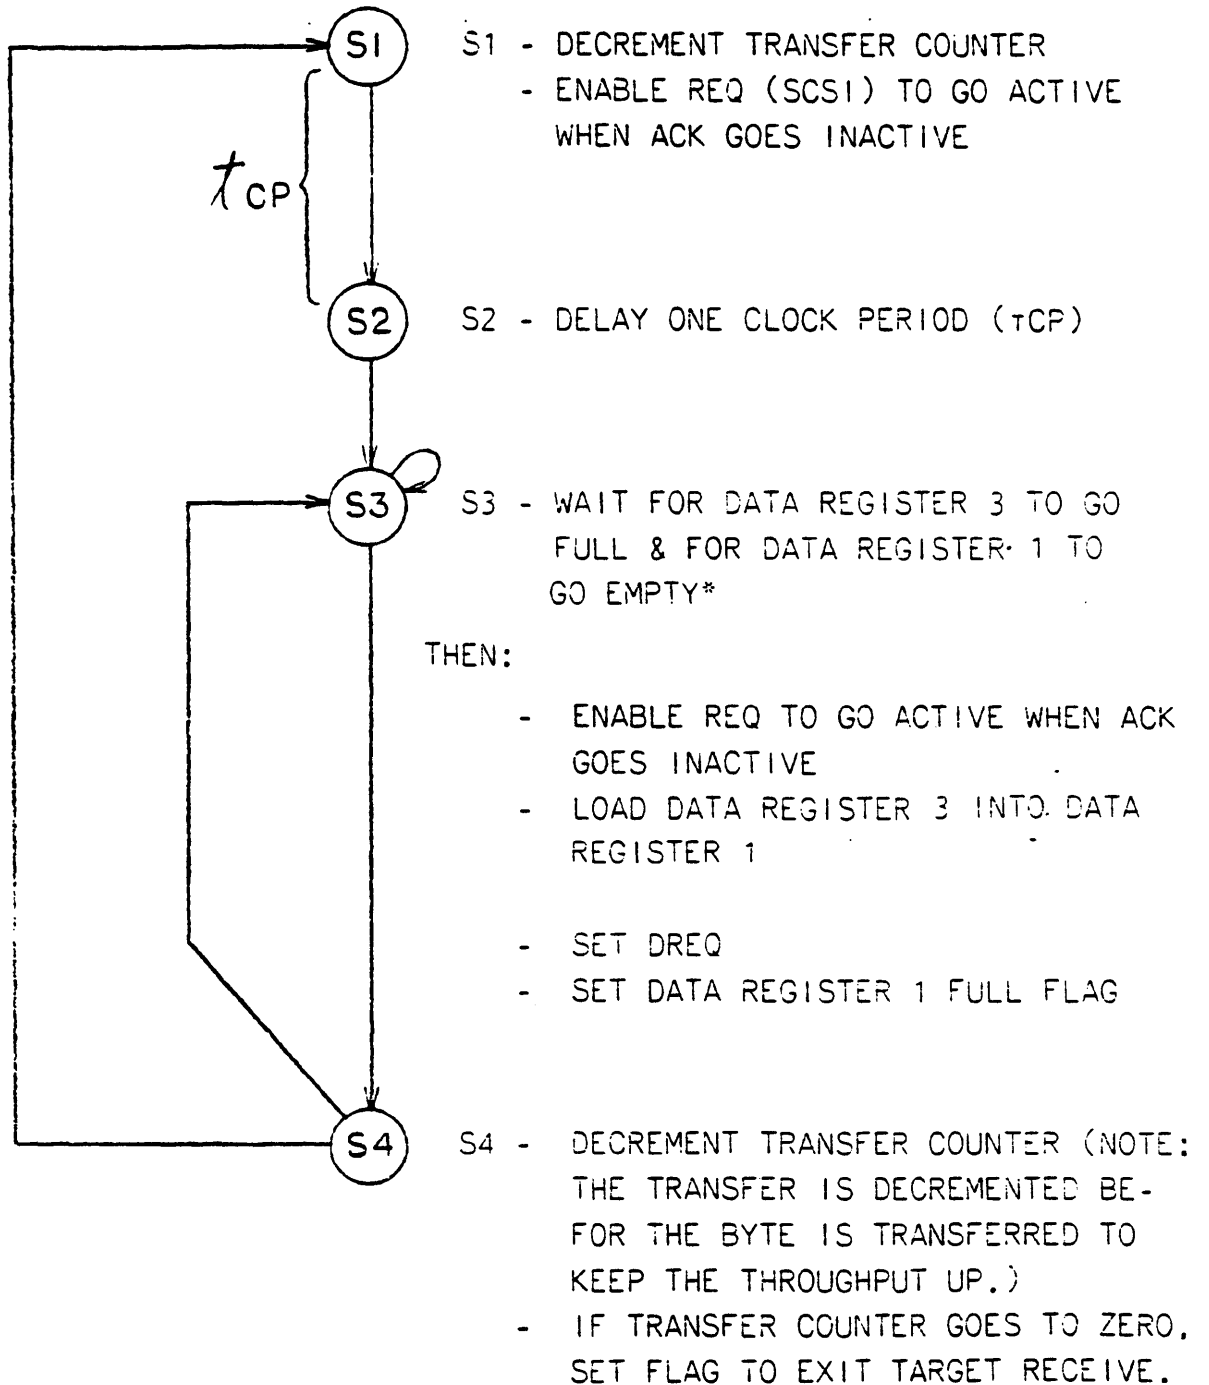 S1
S1 - DECREMENT TRANSFER COUNTER
- ENABLE REQ (SCSI) TO GO ACTIVE
WHEN ACK GOES INACTIVE
tCP
S2
S2 - DELAY ONE CLOCK PERIOD (τCP)
S3
S3 - WAIT FOR DATA REGISTER 3 TO GO
FULL & FOR DATA REGISTER 1 TO
GO EMPTY*
THEN:
- ENABLE REQ TO GO ACTIVE WHEN ACK
GOES INACTIVE
- LOAD DATA REGISTER 3 INTO DATA
REGISTER 1
- SET DREQ
- SET DATA REGISTER 1 FULL FLAG
S4
S4 - DECREMENT TRANSFER COUNTER (NOTE:
THE TRANSFER IS DECREMENTED BE-
FOR THE BYTE IS TRANSFERRED TO
KEEP THE THROUGHPUT UP.)
- IF TRANSFER COUNTER GOES TO ZERO,
SET FLAG TO EXIT TARGET RECEIVE.